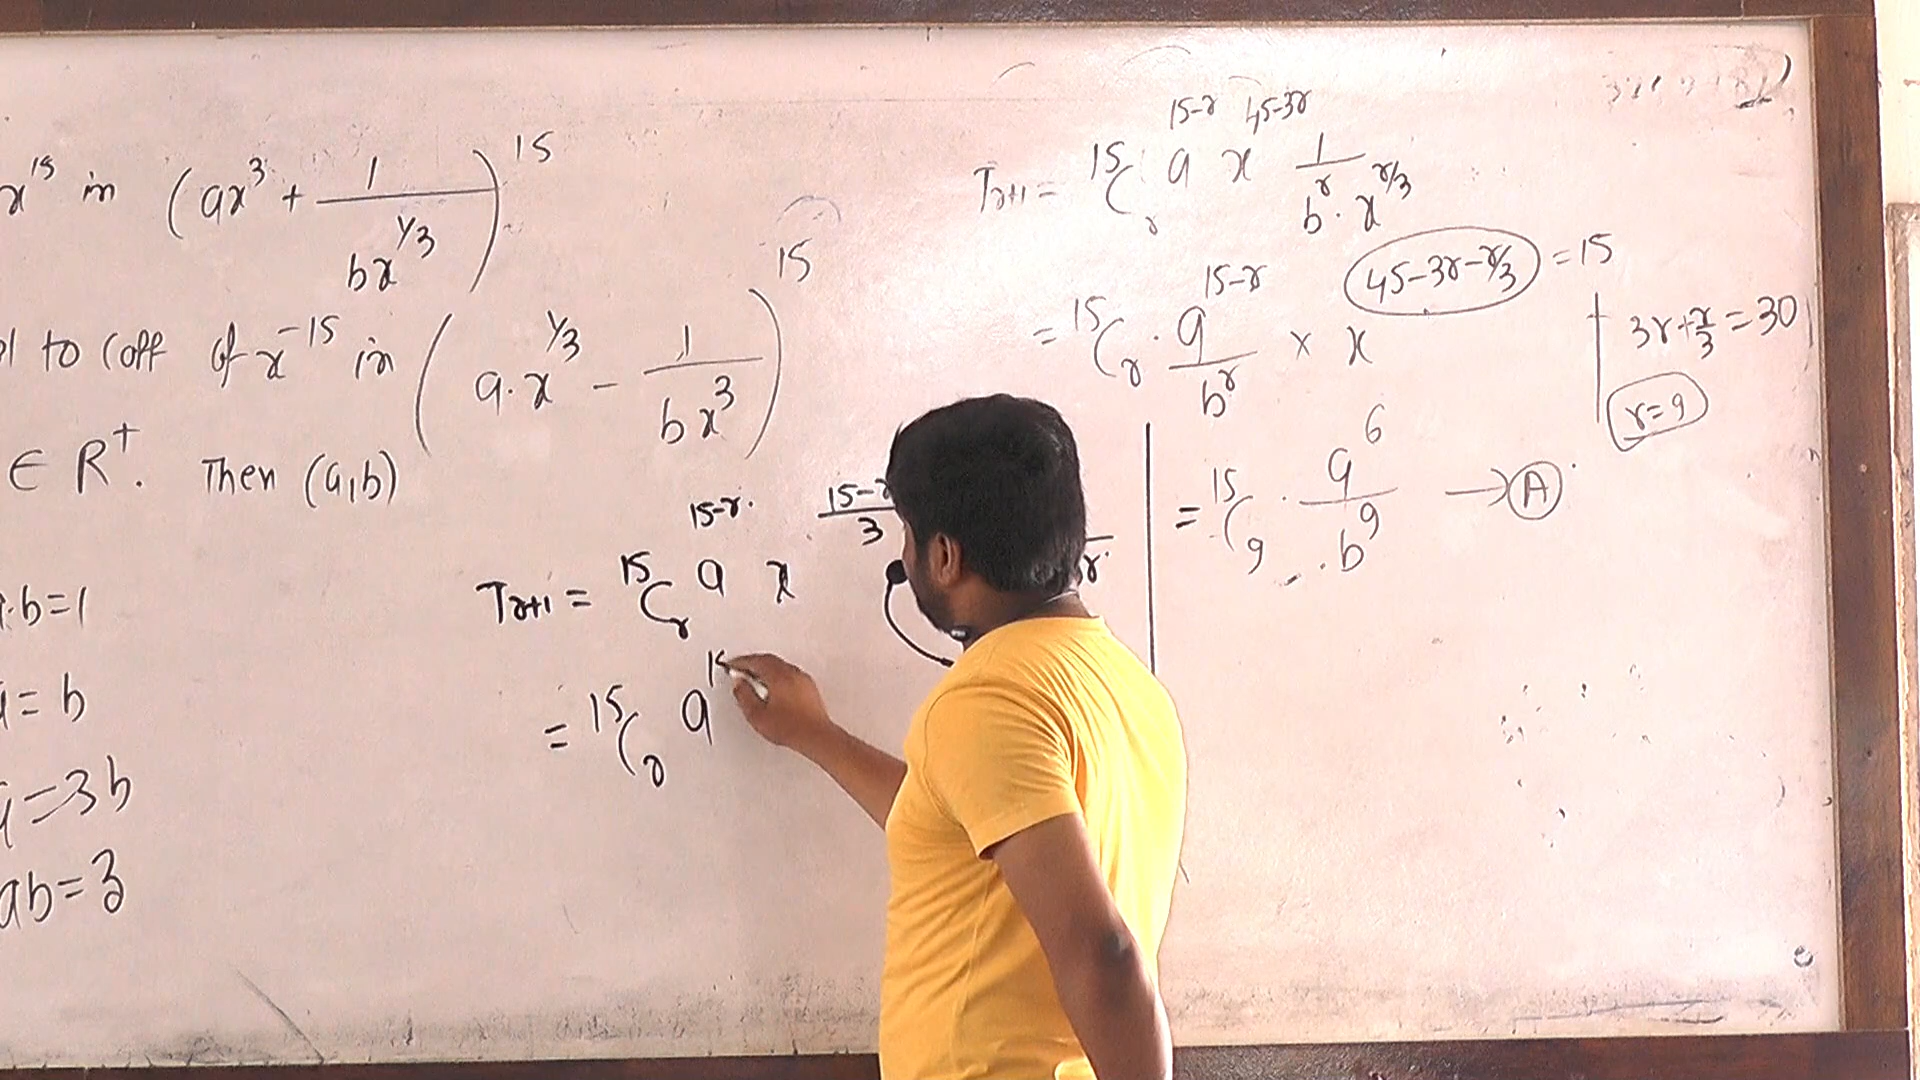 x^15 in (ax^3 + 1/(bx^(1/3)))^15
to coff of x^-15 in (a.x^(1/3) - 1/(bx^3))^15
∈ R^+. Then (a,b)
.b=1
= b
=3b
ab=3
T_(r+1) = 15C_r a^(15-r) x^(45-3r) 1/(b^r . x^(r/3))
= 15C_r . a^(15-r)/b^r × x^(45-3r-r/3) = 15
3r+r/3=30
r=9
= 15C_9 . a^6/.b^9 → A
T_(r+1) = 15C_r a^(15-r). x^((15-r)/3)
= 15C_r a^15